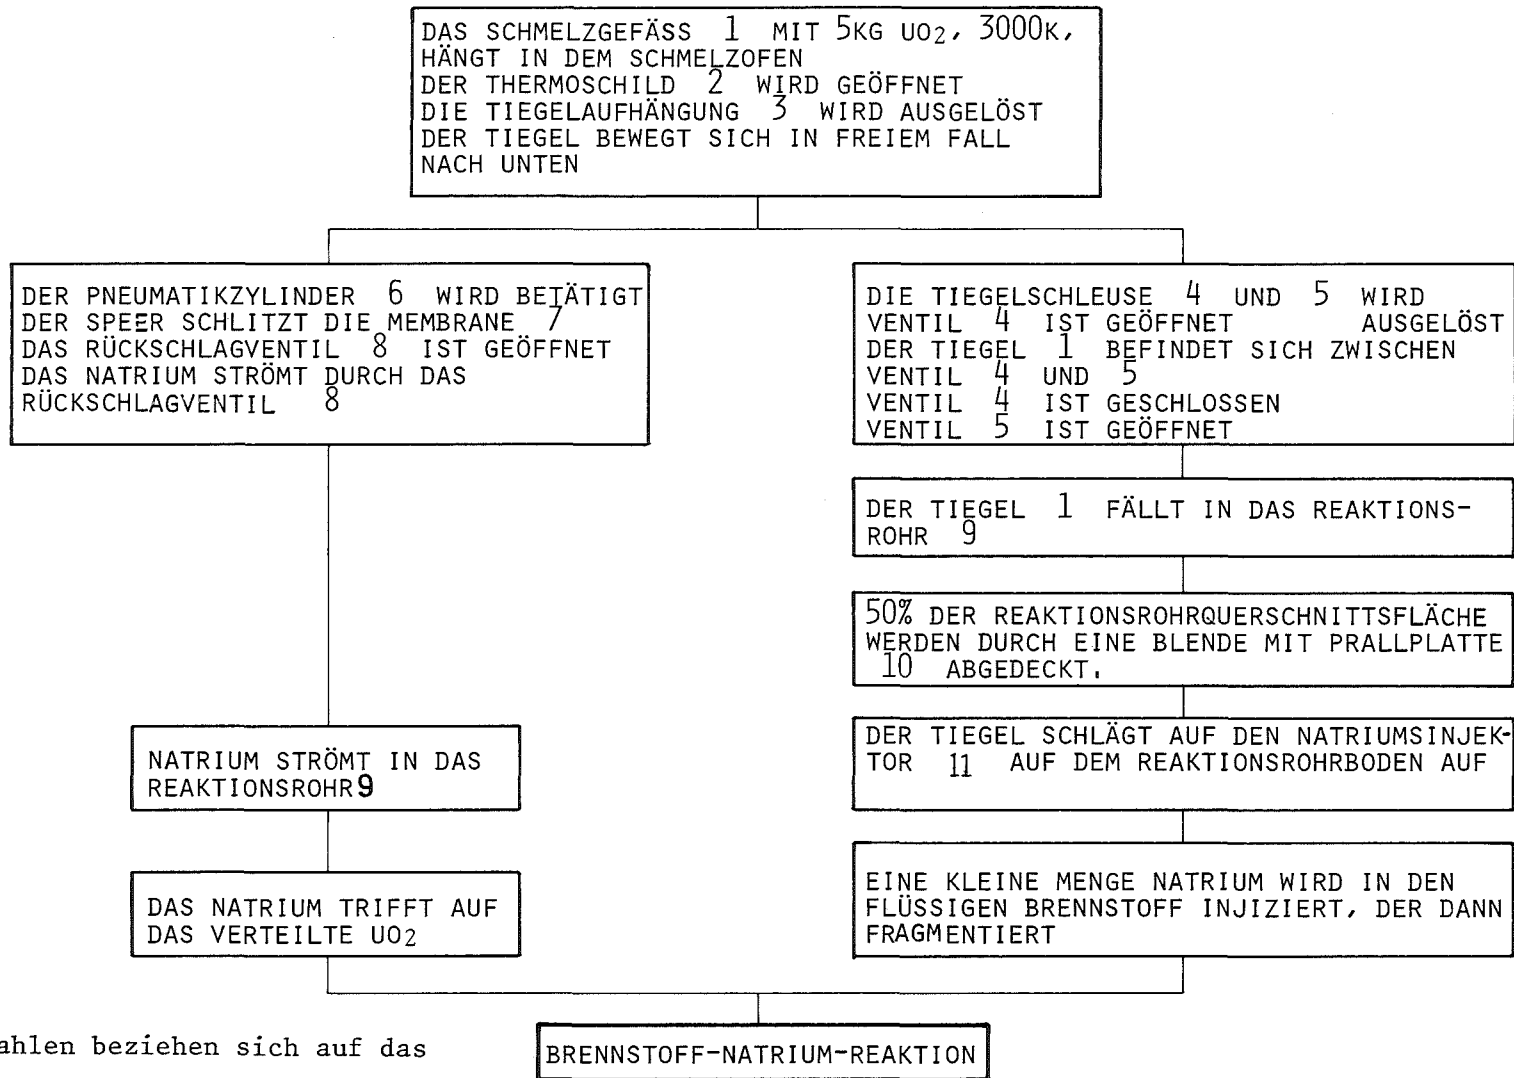 DAS SCHMELZGEFÄSS 1 MIT 5KG UO2, 3000K,
HÄNGT IN DEM SCHMELZOFEN
DER THERMOSCHILD 2 WIRD GEÖFFNET
DIE TIEGELAUFHÄNGUNG 3 WIRD AUSGELÖST
DER TIEGEL BEWEGT SICH IN FREIEM FALL
NACH UNTEN
DER PNEUMATIKZYLINDER 6 WIRD BETÄTIGT
DER SPEER SCHLITZT DIE MEMBRANE 7
DAS RÜCKSCHLAGVENTIL 8 IST GEÖFFNET
DAS NATRIUM STRÖMT DURCH DAS
RÜCKSCHLAGVENTIL 8
NATRIUM STRÖMT IN DAS
REAKTIONSROHR 9
DAS NATRIUM TRIFFT AUF
DAS VERTEILTE UO2
DIE TIEGELSCHLEUSE 4 UND 5 WIRD
VENTIL 4 IST GEÖFFNET AUSGELÖST
DER TIEGEL 1 BEFINDET SICH ZWISCHEN
VENTIL 4 UND 5
VENTIL 4 IST GESCHLOSSEN
VENTIL 5 IST GEÖFFNET
DER TIEGEL 1 FÄLLT IN DAS REAKTIONS-
ROHR 9
50% DER REAKTIONSROHRQUERSCHNITTSFLÄCHE
WERDEN DURCH EINE BLENDE MIT PRALLPLATTE
10 ABGEDECKT.
DER TIEGEL SCHLÄGT AUF DEN NATRIUMSINJEK-
TOR 11 AUF DEM REAKTIONSROHRBODEN AUF
EINE KLEINE MENGE NATRIUM WIRD IN DEN
FLÜSSIGEN BRENNSTOFF INJIZIERT, DER DANN
FRAGMENTIERT
BRENNSTOFF-NATRIUM-REAKTION
ahlen beziehen sich auf das